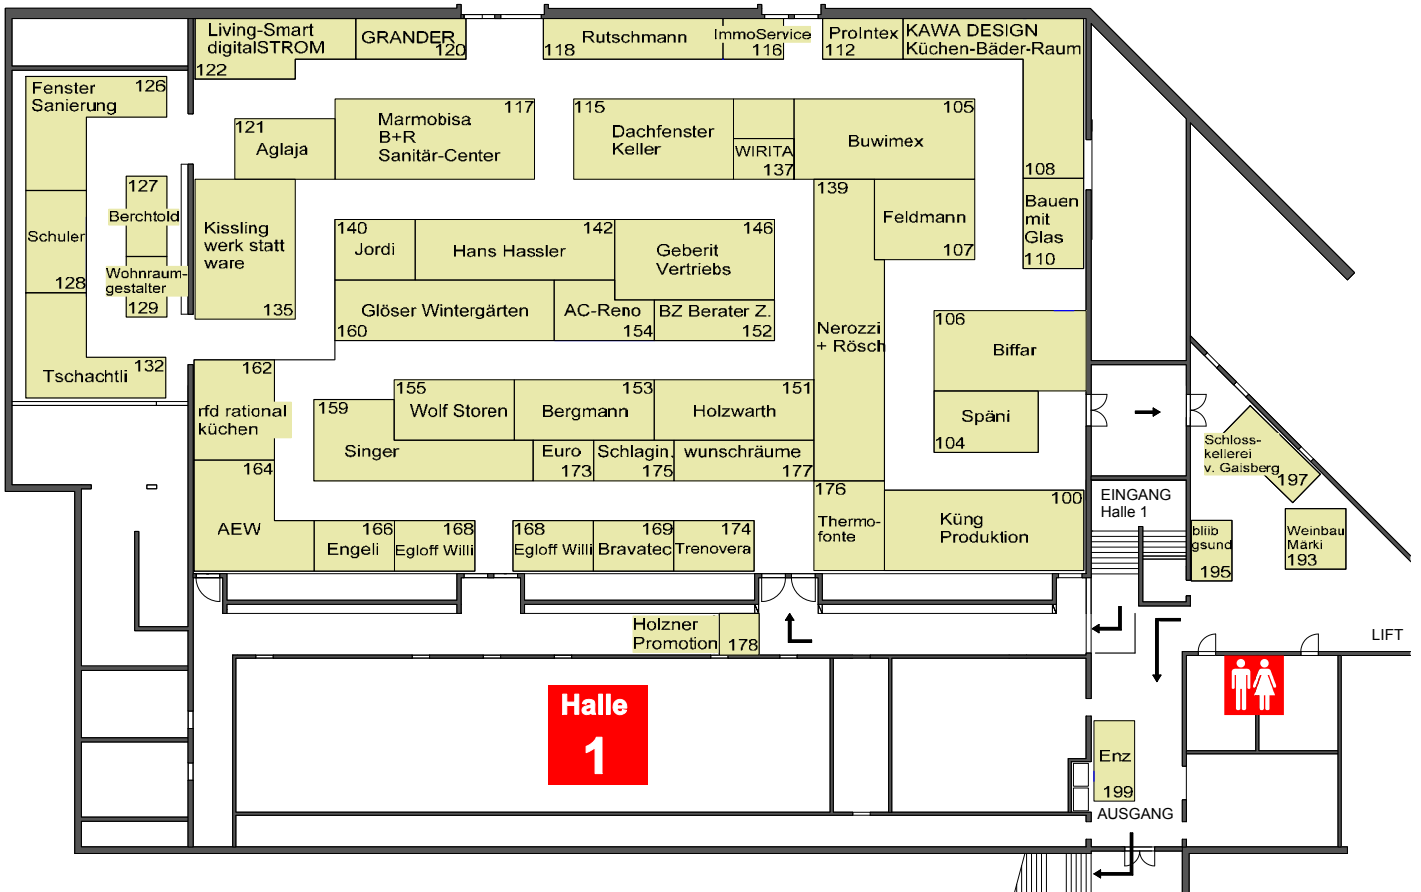 Living-Smart
digitalSTROM
122
GRANDER
120
118
Rutschmann
ImmoService
116
ProIntex
112
KAWA DESIGN
Küchen-Bäder-Raum
108
Fenster
Sanierung
126
121
Aglaja
117
Marmobisa
B+R
Sanitär-Center
115
Dachfenster
Keller
WIRITA
137
105
Buwimex
127
Berchtold
Schuler
128
Wohnraum-
gestalter
129
132
Tschachtli
Kissling
werk statt
ware
135
140
Jordi
142
Hans Hassler
146
Geberit
Vertriebs
Glöser Wintergärten
160
AC-Reno
154
BZ Berater Z.
152
139
Nerozzi
+ Rösch
Feldmann
107
Bauen
mit
Glas
110
106
Biffar
Späni
104
162
rfd rational
küchen
164
AEW
159
Singer
155
Wolf Storen
153
Bergmann
151
Holzwarth
Euro
173
Schlagin.
175
wunschräume
177
166
Engeli
168
Egloff Willi
168
Egloff Willi
169
Bravatec
174
Trenovera
176
Thermo-
fonte
100
Küng
Produktion
EINGANG
Halle 1
Schloss-
kellerei
v. Gaisberg
197
bliib
gsund
195
Weinbau
Märki
193
Holzner
Promotion
178
LIFT
Halle
1
Enz
199
AUSGANG